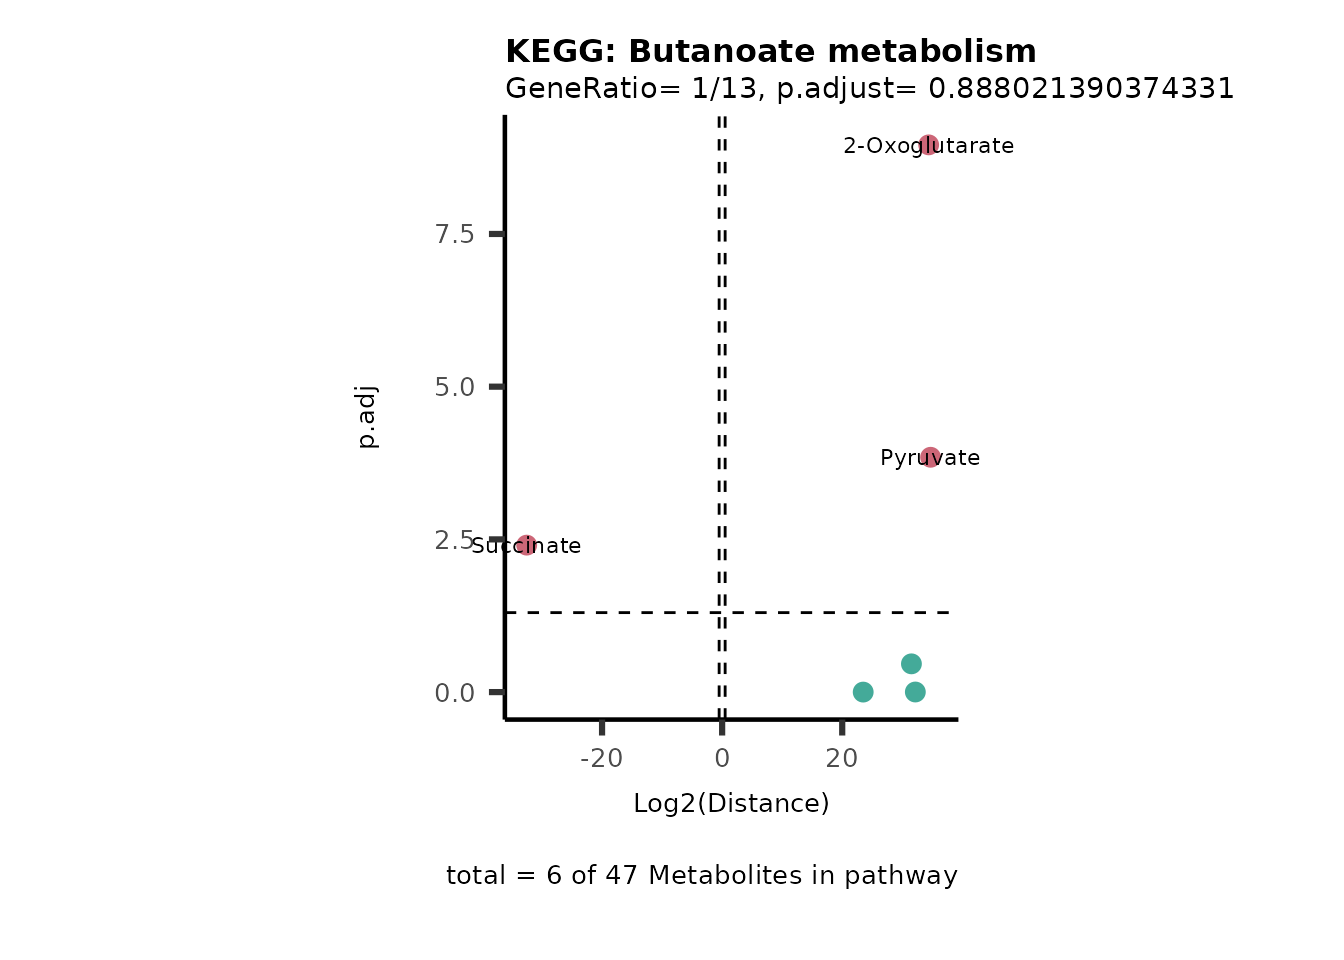 KEGG: Butanoate metabolism
GeneRatio= 1/13, p.adjust= 0.888021390374331
2-Oxoglutarate
7.5
5.0
p.adj
Pyruvate
2.5
Succinate
0.0
-20 0 20
Log2(Distance)
total = 6 of 47 Metabolites in pathway